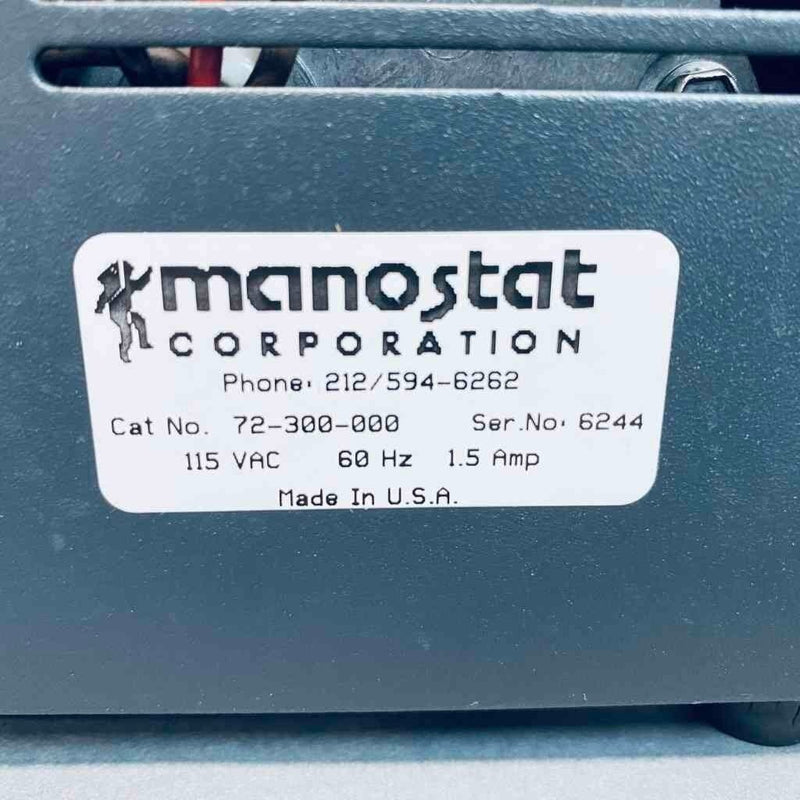 manostat
CORPORATION
Phone: 212/594-6262
Cat No. 72-300-000 Ser.No: 6244
115 VAC 60 Hz 1.5 Amp
Made In U.S.A.